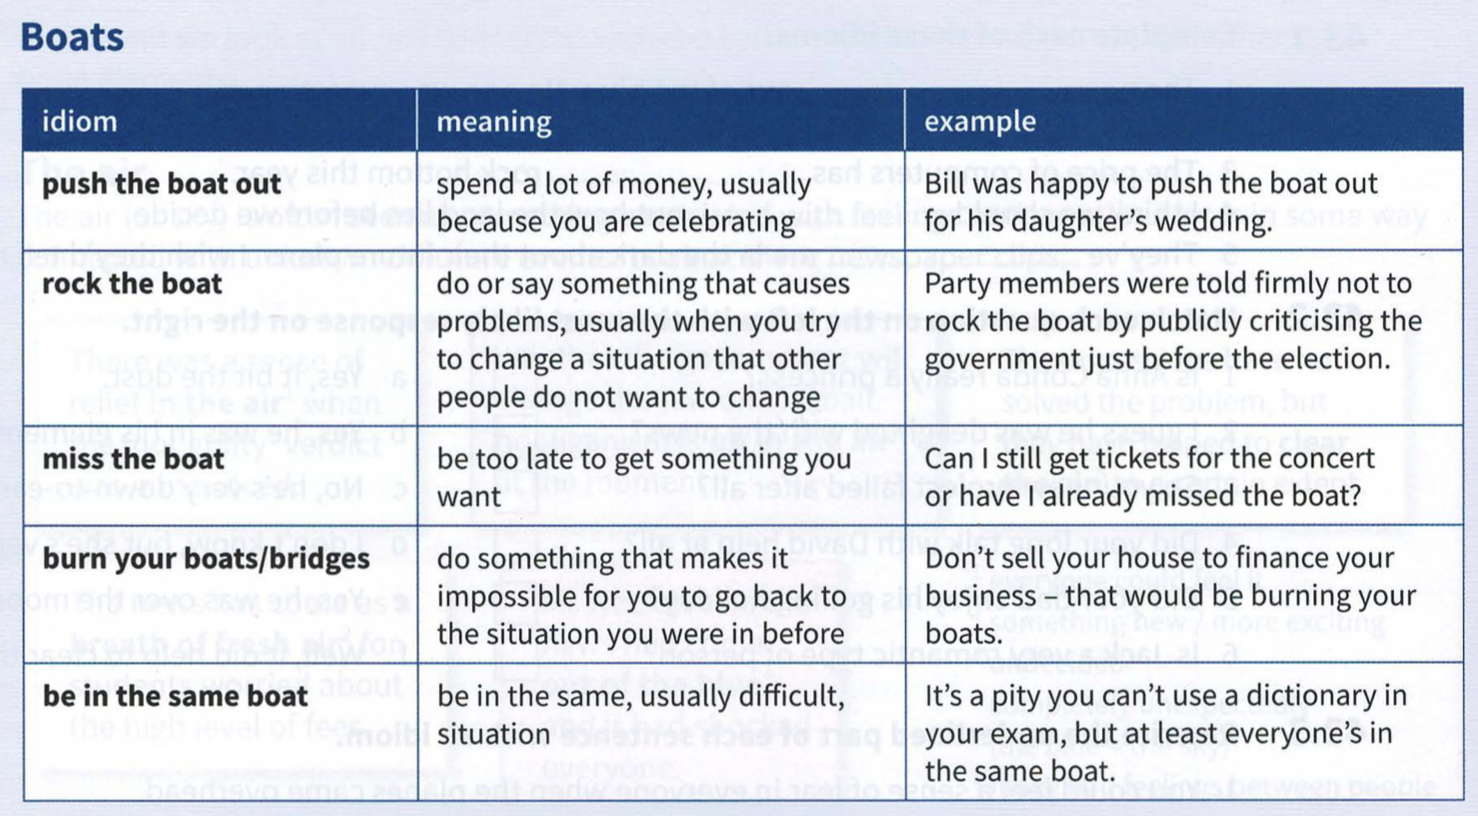 Boats
idiom meaning example
push the boat out spend a lot of money, usually Bill was happy to push the boat out
because you are celebrating for his daughter's wedding.
rock the boat do or say something that causes Party members were told firmly not to
problems, usually when you try rock the boat by publicly criticising the
to change a situation that other government just before the election.
people do not want to change
miss the boat be too late to get something you Can I still get tickets for the concert
want or have I already missed the boat?
burn your boats/bridges do something that makes it Don't sell your house to finance your
impossible for you to go back to business – that would be burning your
the situation you were in before boats.
be in the same boat be in the same, usually difficult, It's a pity you can't use a dictionary in
situation your exam, but at least everyone's in
the same boat.